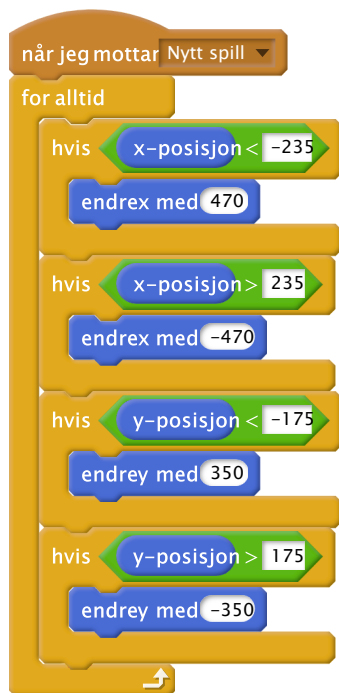 når jeg mottar Nytt spill
for alltid
hvis x-posisjon < -235
endrex med 470
hvis x-posisjon > 235
endrex med -470
hvis y-posisjon < -175
endrey med 350
hvis y-posisjon > 175
endrey med -350